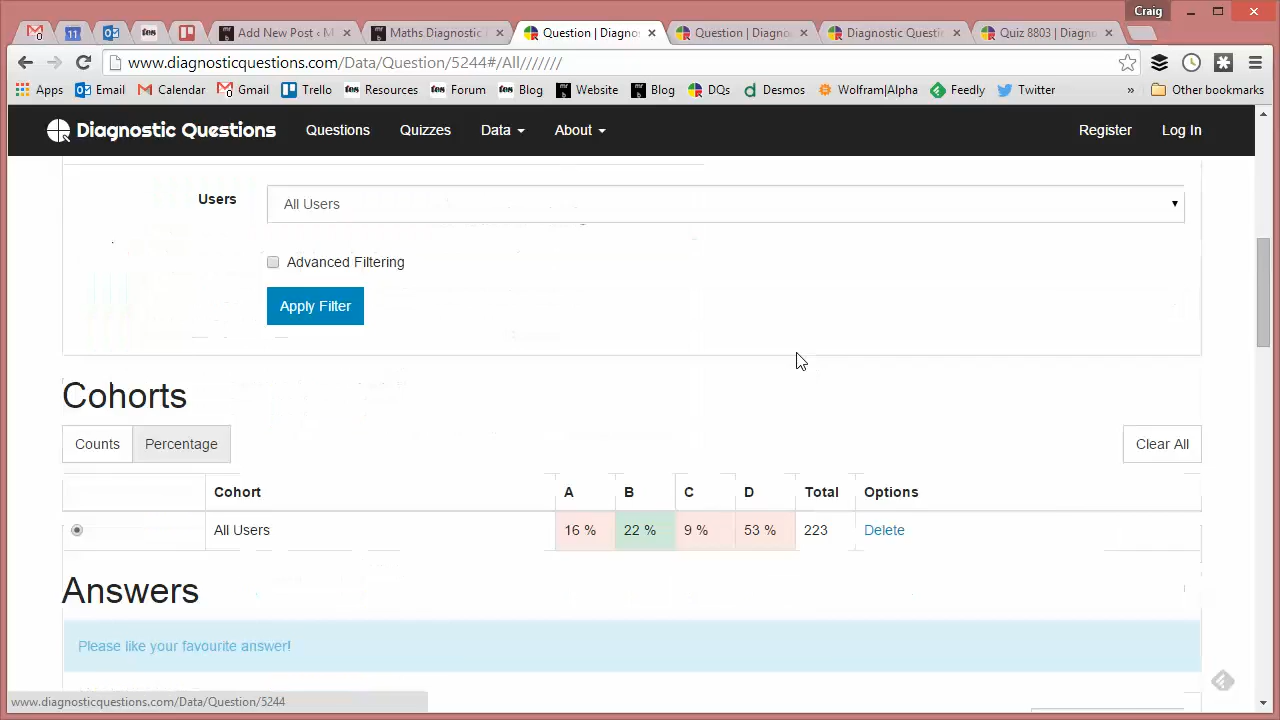 Craig
Add New Post ‹ M
Maths Diagnostic
Question | Diagno
Question | Diagno
Diagnostic Questi
Quiz 8803 | Diagn
www.diagnosticquestions.com/Data/Question/5244#/All///////
Apps Email Calendar Gmail Trello tes Resources tes Forum tes Blog Website Blog DQs Desmos Wolfram|Alpha Feedly Twitter » Other bookmarks
Diagnostic Questions Questions Quizzes Data About Register Log In
Users All Users
Advanced Filtering
Apply Filter
Cohorts
Counts Percentage Clear All
Cohort A B C D Total Options
All Users 16 % 22 % 9 % 53 % 223 Delete
Answers
Please like your favourite answer!
www.diagnosticquestions.com/Data/Question/5244